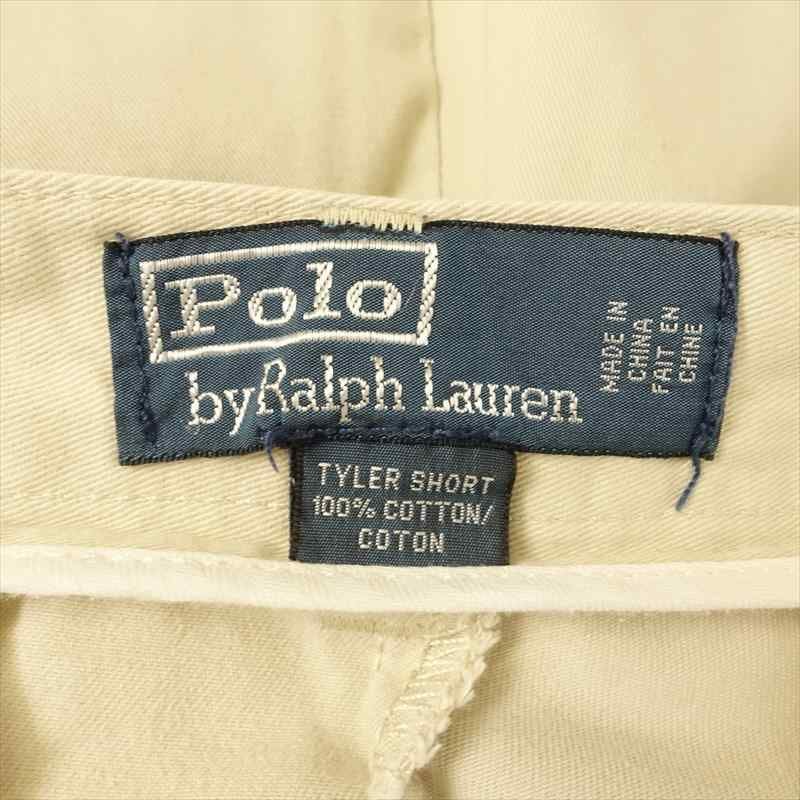 Polo
by Ralph Lauren
MADE IN
CHINA
FAIT EN
CHINE
TYLER SHORT
100% COTTON/
COTON